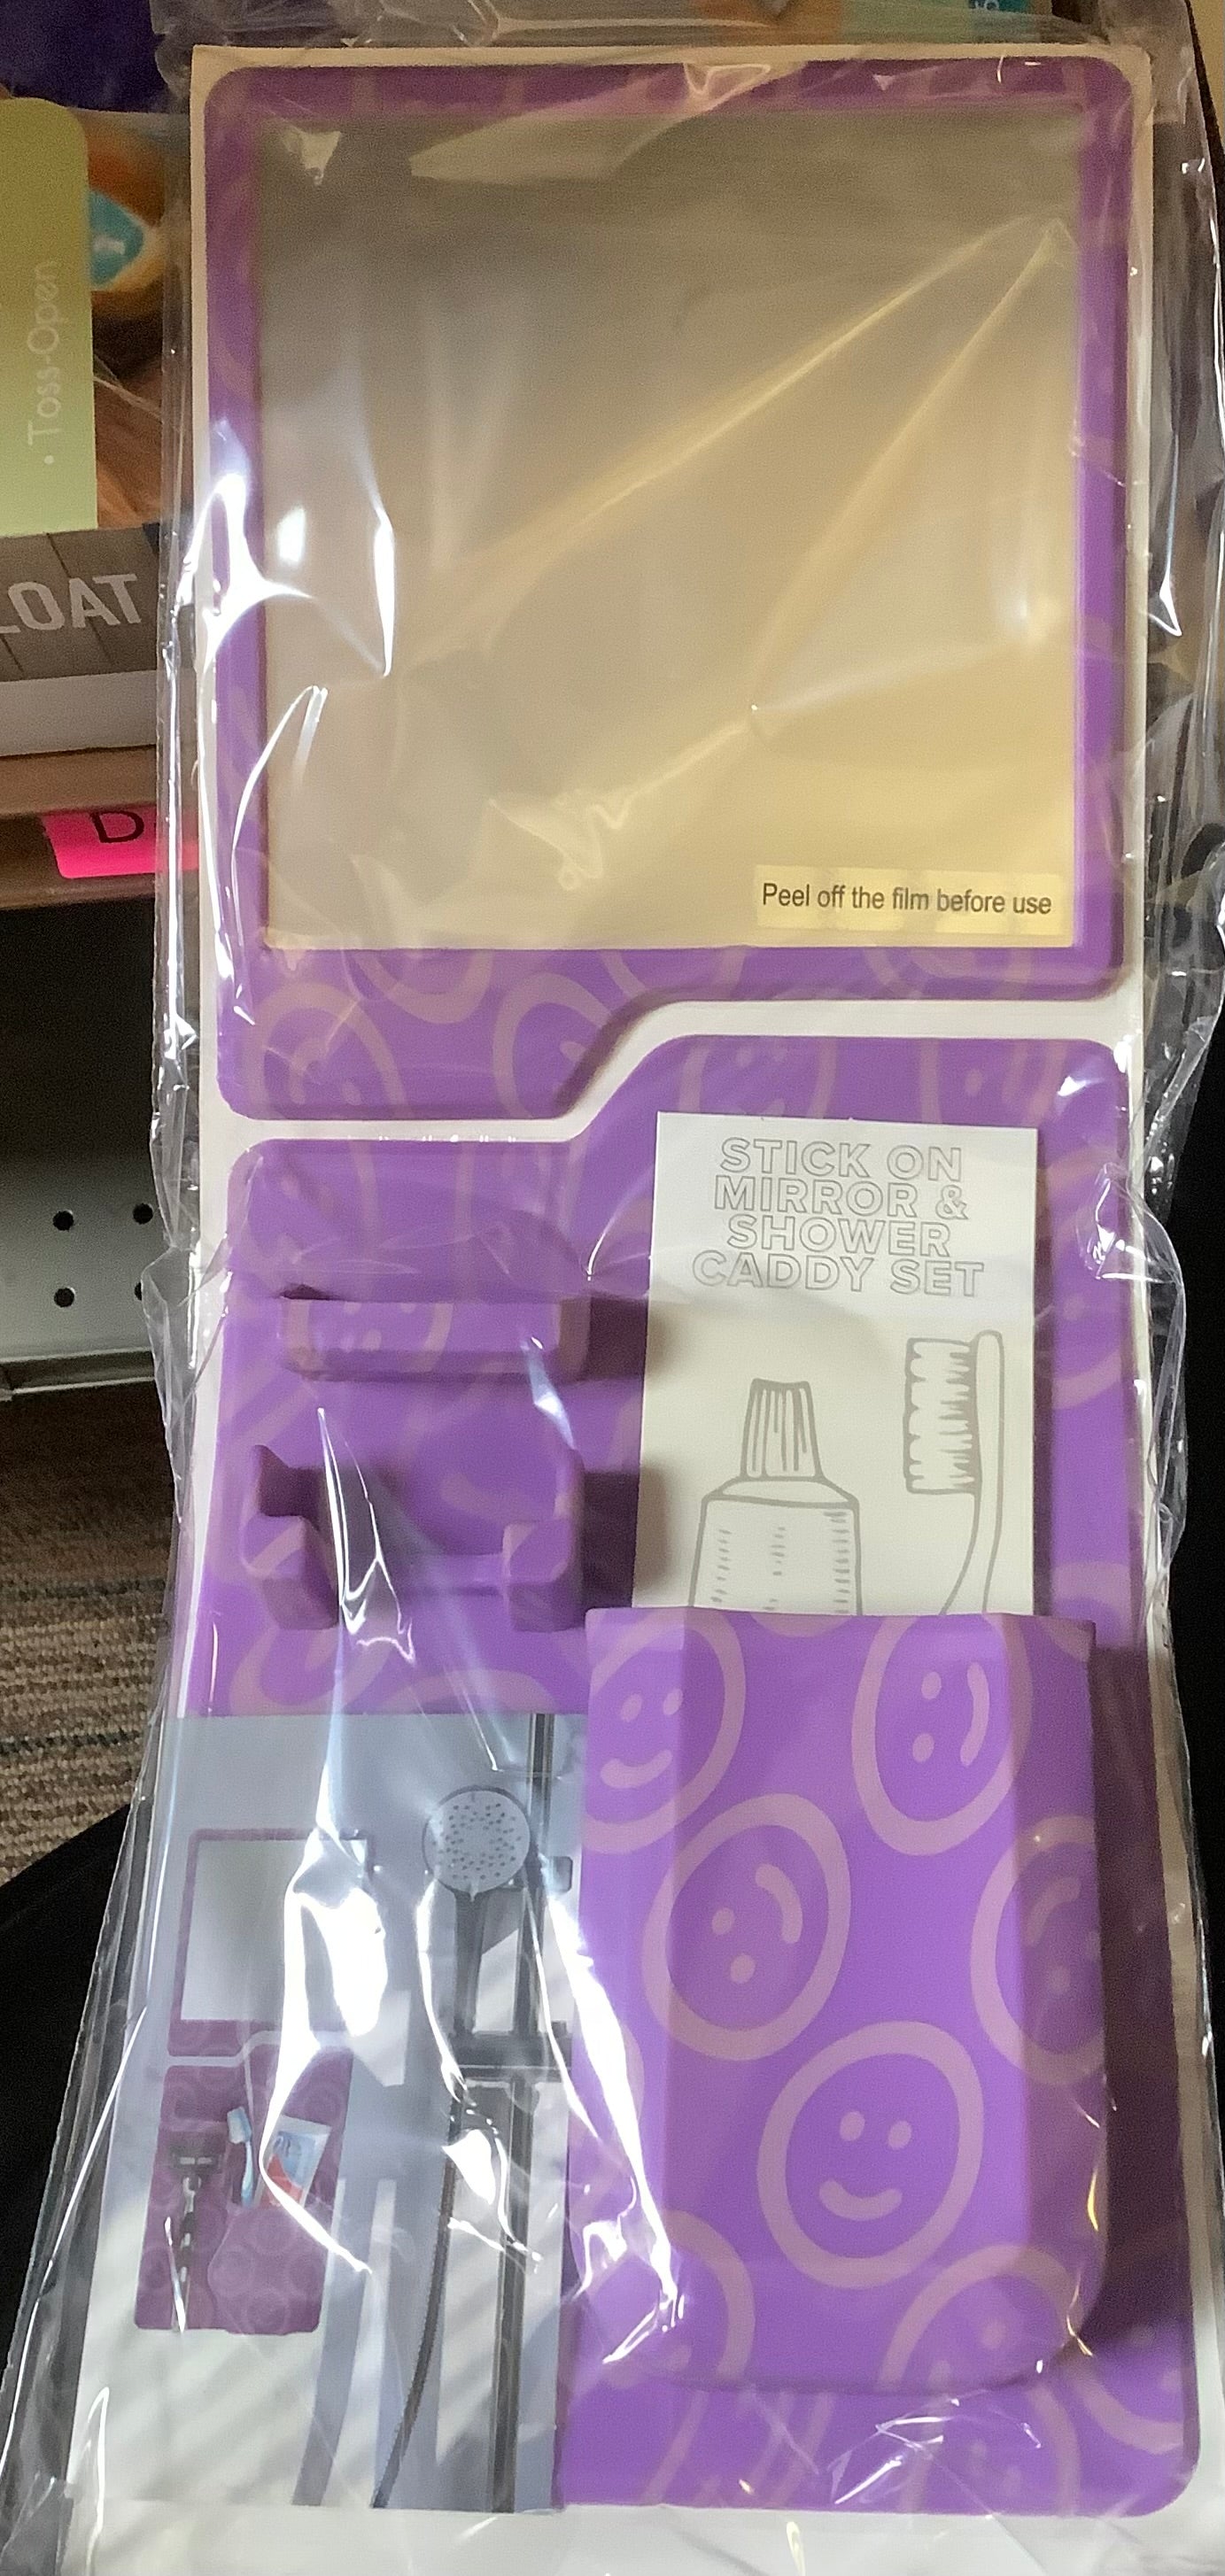 • Toss-Open
LOAT
D
Peel off the film before use
STICK ON
MIRROR &
SHOWER
CADDY SET